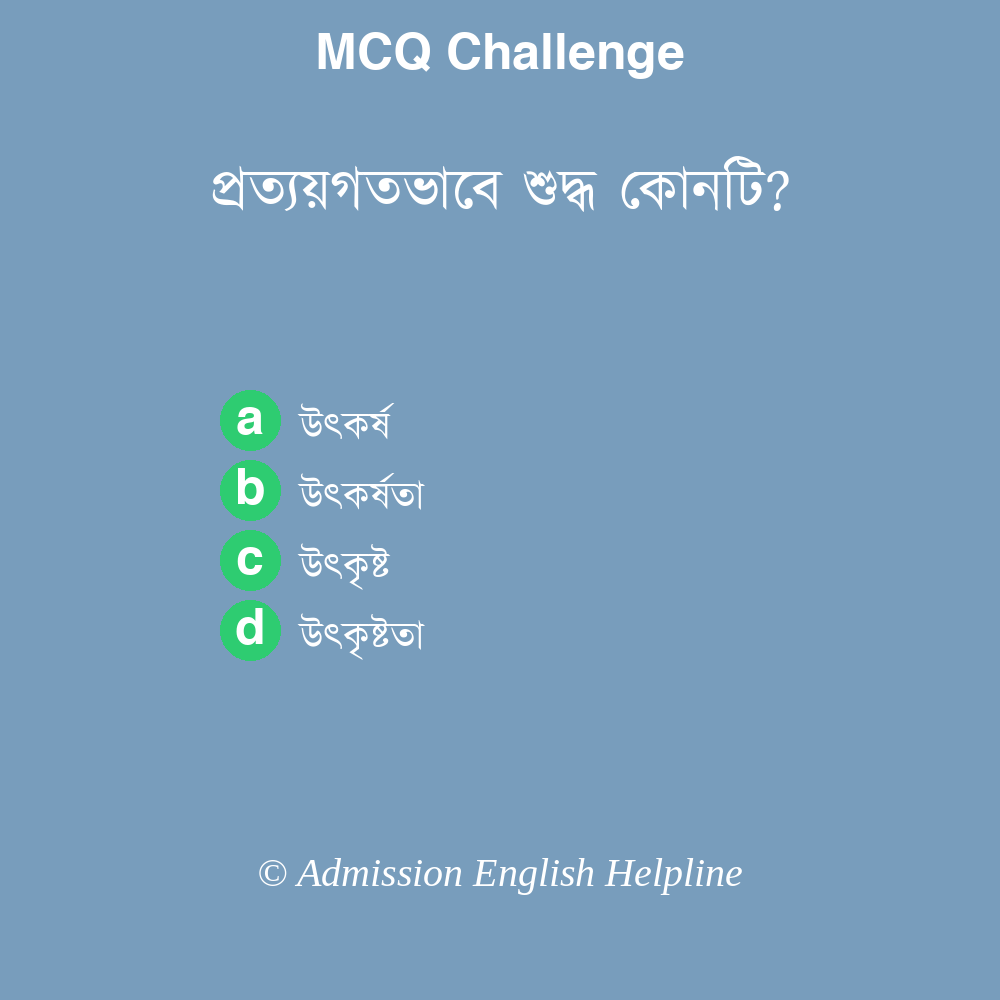 MCQ Challenge
প্রত্যয়গতভাবে শুদ্ধ কোনটি?
a উৎকর্ষ
b উৎকর্ষতা
c উৎকৃষ্ট
d উৎকৃষ্টতা
© Admission English Helpline